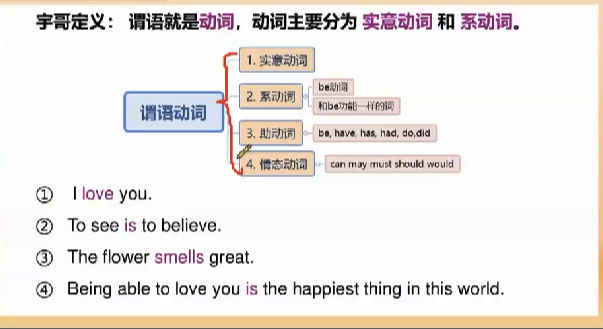 宇哥定义： 谓语就是动词，动词主要分为 实意动词 和 系动词。
谓语动词
1. 实意动词
2. 系动词
be动词
和be功能一样的词
3. 助动词
be, have, has, had, do,did
4. 情态动词
can may must should would
① I love you.
② To see is to believe.
③ The flower smells great.
④ Being able to love you is the happiest thing in this world.